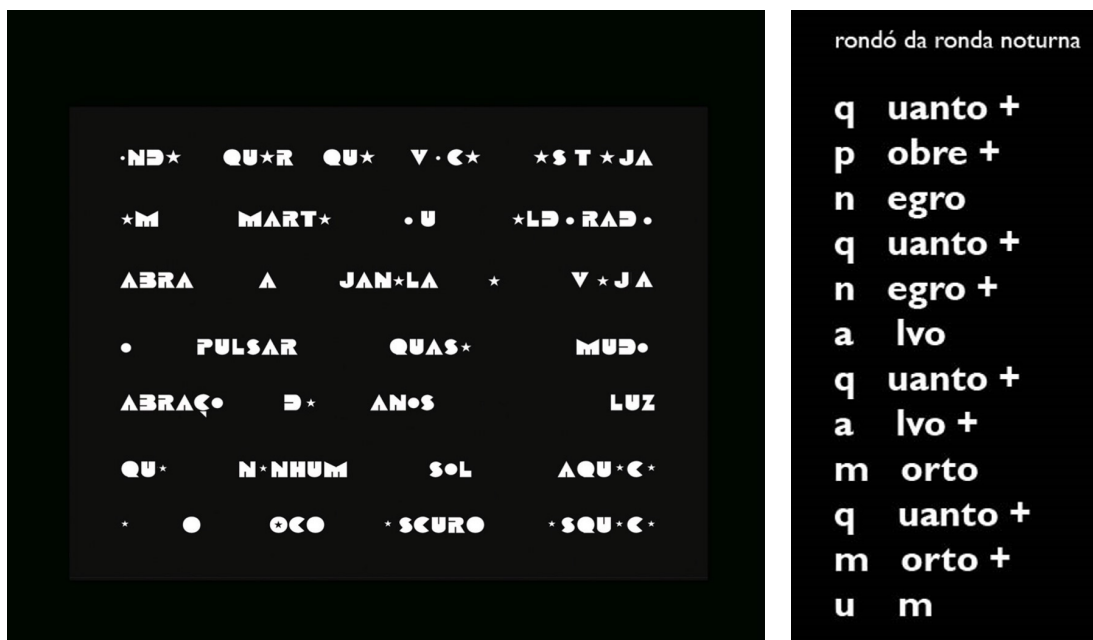 •ND★ QU★R QU★ V•C★ ★ST★JA
★M MART★ •U ★LD•RAD•
ABRA A JAN★LA ★ V★JA
• PULSAR QUAS★ MUD•
ABRAÇ• D★ AN•S LUZ
QU★ N★NHUM S•L AQU★C★
★ O OCO ★SCURO ★SQU★C★
rondó da ronda noturna
q uanto +
p obre +
n egro
q uanto +
n egro +
a lvo
q uanto +
a lvo +
m orto
q uanto +
m orto +
u m